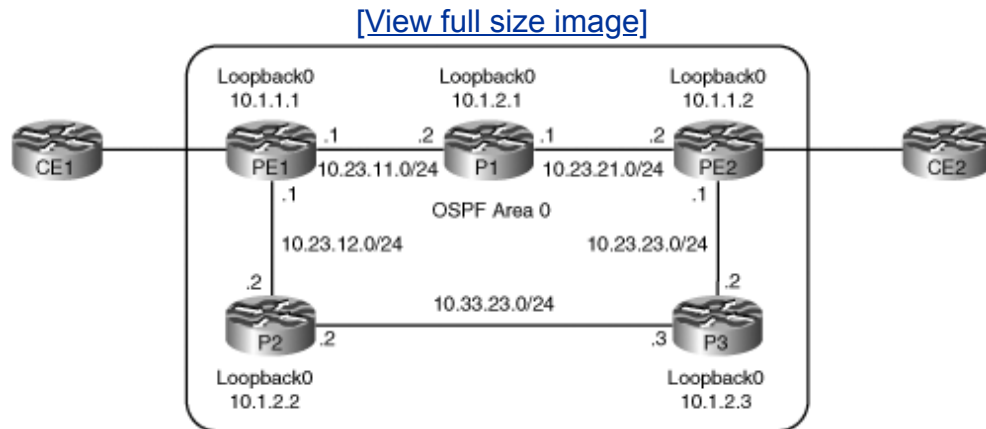 [View full size image]
Loopback0
10.1.1.1
Loopback0
10.1.2.1
Loopback0
10.1.1.2
CE1
PE1
.1
.2
P1
.1
.2
PE2
CE2
10.23.11.0/24
10.23.21.0/24
.1
OSPF Area 0
.1
10.23.12.0/24
10.23.23.0/24
.2
10.33.23.0/24
.2
P2
.2
.3
P3
Loopback0
10.1.2.2
Loopback0
10.1.2.3